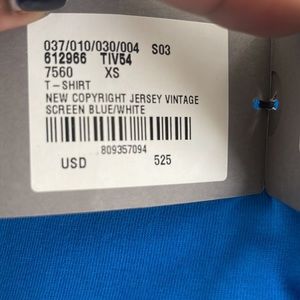 037/010/030/004 S03
612966 TIV54
7560 XS
T-SHIRT
NEW COPYRIGHT JERSEY VINTAGE
SCREEN BLUE/WHITE
809357094
USD 525